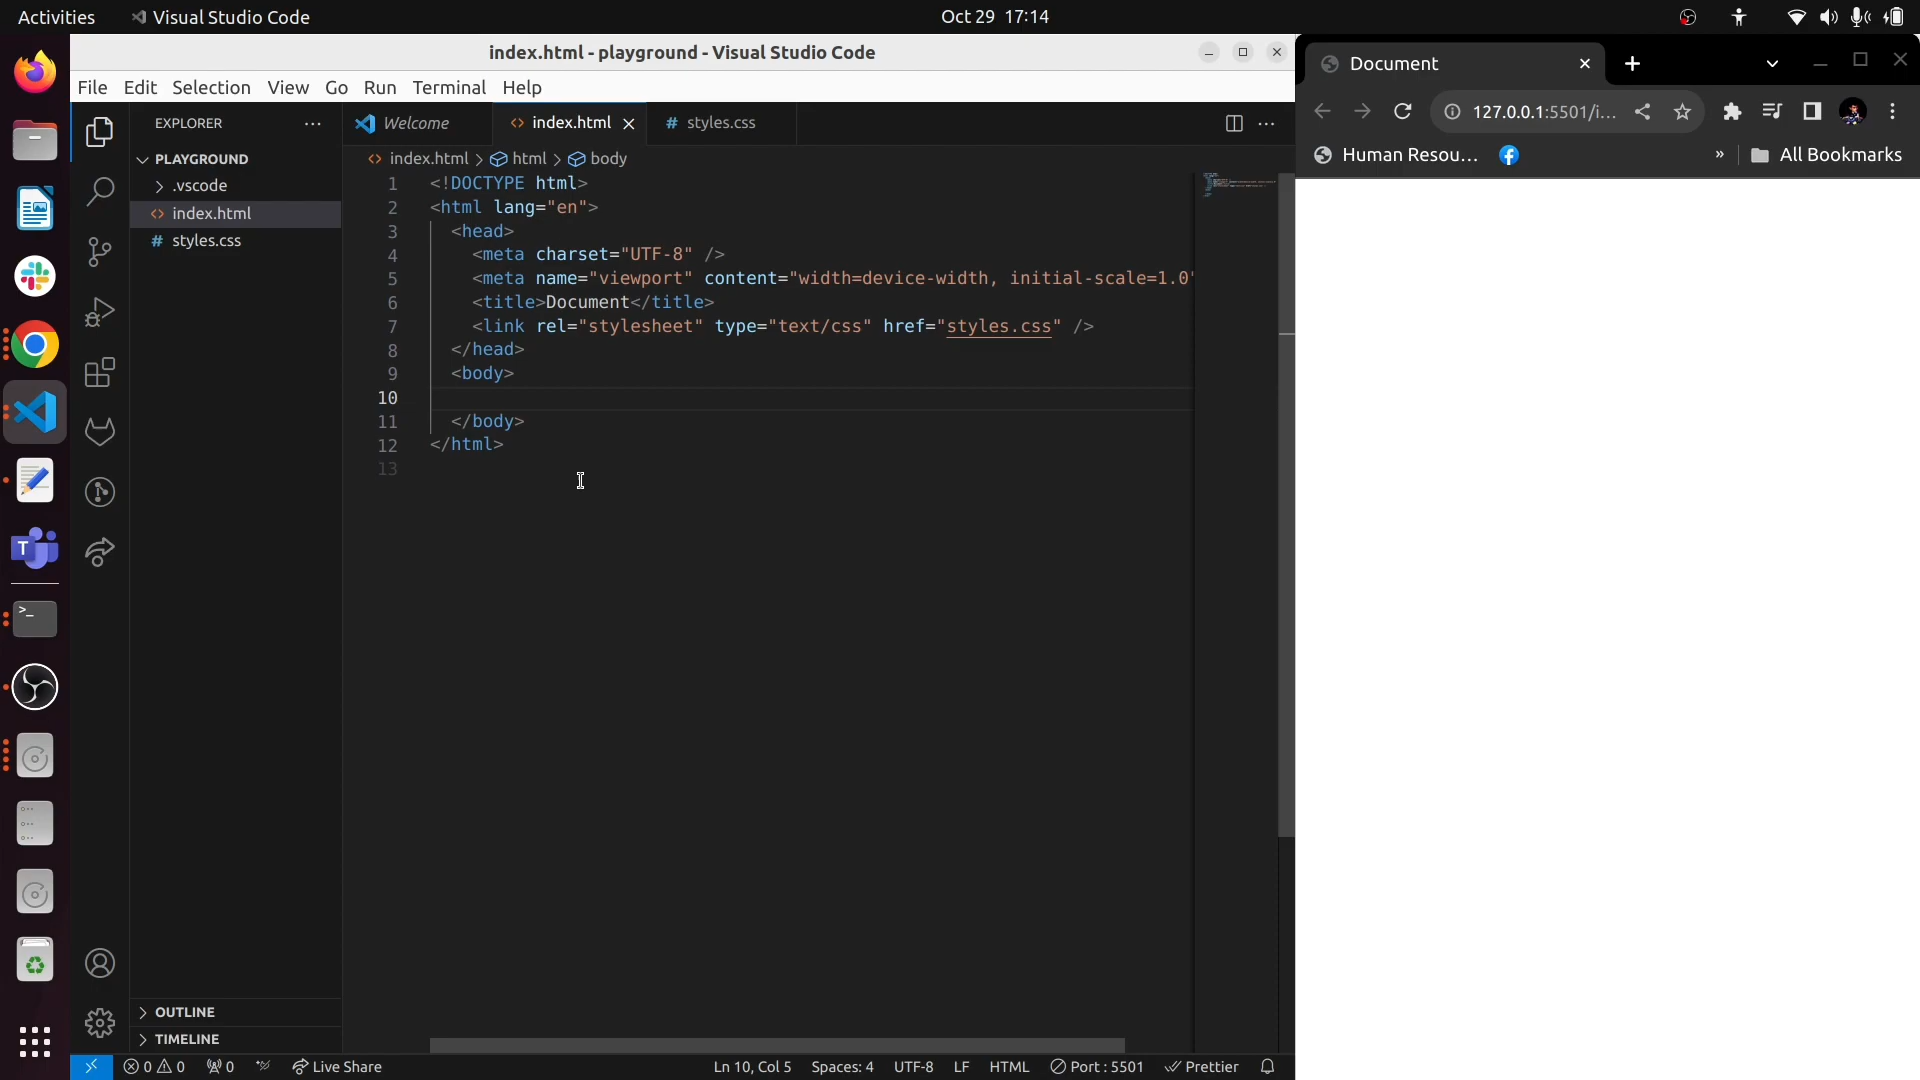 Activities
Visual Studio Code
Oct 29 17:14
index.html - playground - Visual Studio Code
File Edit Selection View Go Run Terminal Help
EXPLORER
PLAYGROUND
.vscode
<> index.html
# styles.css
OUTLINE
TIMELINE
Welcome
<> index.html
# styles.css
<> index.html > html > body
1 <!DOCTYPE html>
2 <html lang="en">
3 <head>
4 <meta charset="UTF-8" />
5 <meta name="viewport" content="width=device-width, initial-scale=1.0"
6 <title>Document</title>
7 <link rel="stylesheet" type="text/css" href="styles.css" />
8 </head>
9 <body>
10
11 </body>
12 </html>
13
0 0 0 Live Share
Ln 10, Col 5 Spaces: 4 UTF-8 LF HTML Port : 5501 Prettier
Document
127.0.0.1:5501/i...
Human Resou...
» All Bookmarks